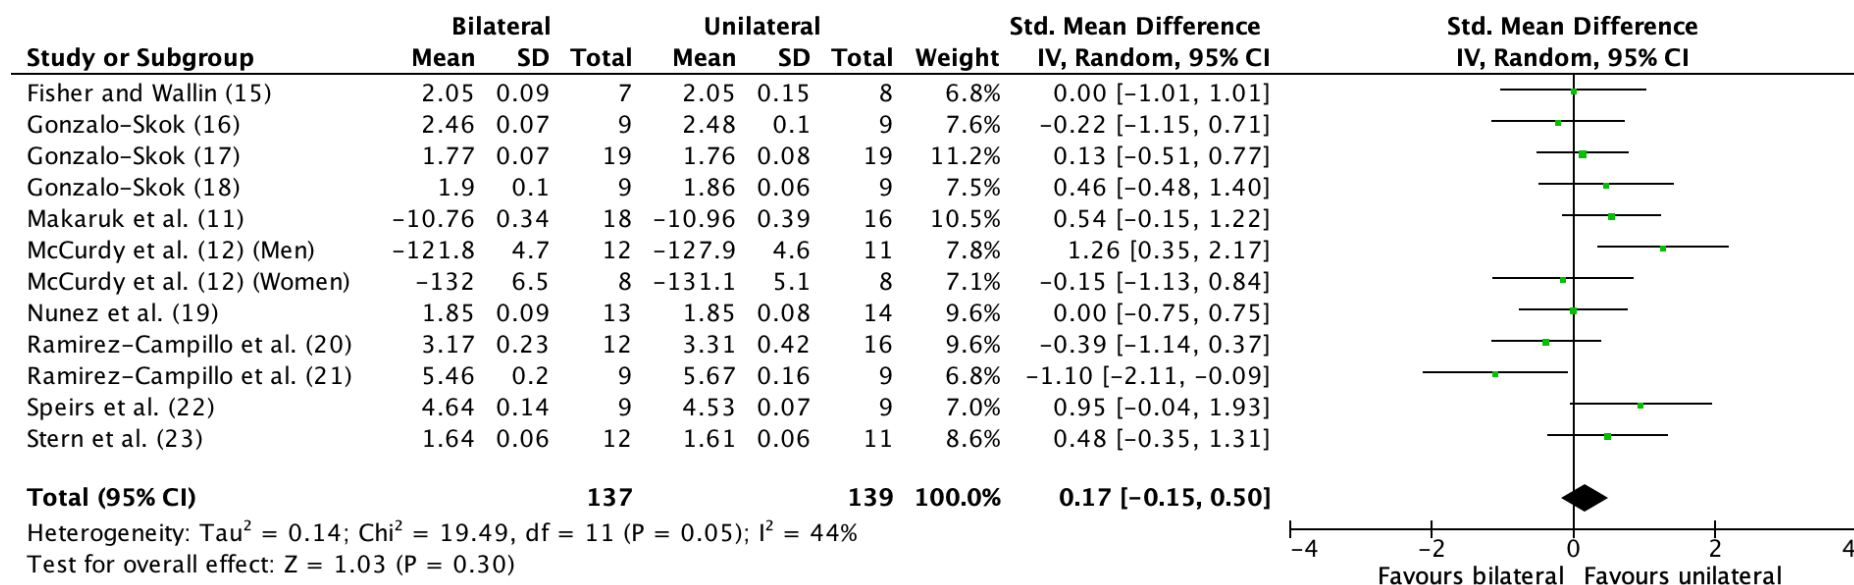 Bilateral Unilateral Std. Mean Difference Std. Mean Difference
Study or Subgroup Mean SD Total Mean SD Total Weight IV, Random, 95% CI IV, Random, 95% CI
Fisher and Wallin (15) 2.05 0.09 7 2.05 0.15 8 6.8% 0.00 [−1.01, 1.01]
Gonzalo−Skok (16) 2.46 0.07 9 2.48 0.1 9 7.6% −0.22 [−1.15, 0.71]
Gonzalo−Skok (17) 1.77 0.07 19 1.76 0.08 19 11.2% 0.13 [−0.51, 0.77]
Gonzalo−Skok (18) 1.9 0.1 9 1.86 0.06 9 7.5% 0.46 [−0.48, 1.40]
Makaruk et al. (11) −10.76 0.34 18 −10.96 0.39 16 10.5% 0.54 [−0.15, 1.22]
McCurdy et al. (12) (Men) −121.8 4.7 12 −127.9 4.6 11 7.8% 1.26 [0.35, 2.17]
McCurdy et al. (12) (Women) −132 6.5 8 −131.1 5.1 8 7.1% −0.15 [−1.13, 0.84]
Nunez et al. (19) 1.85 0.09 13 1.85 0.08 14 9.6% 0.00 [−0.75, 0.75]
Ramirez−Campillo et al. (20) 3.17 0.23 12 3.31 0.42 16 9.6% −0.39 [−1.14, 0.37]
Ramirez−Campillo et al. (21) 5.46 0.2 9 5.67 0.16 9 6.8% −1.10 [−2.11, −0.09]
Speirs et al. (22) 4.64 0.14 9 4.53 0.07 9 7.0% 0.95 [−0.04, 1.93]
Stern et al. (23) 1.64 0.06 12 1.61 0.06 11 8.6% 0.48 [−0.35, 1.31]
Total (95% CI) 137 139 100.0% 0.17 [−0.15, 0.50]
Heterogeneity: Tau² = 0.14; Chi² = 19.49, df = 11 (P = 0.05); I² = 44%
Test for overall effect: Z = 1.03 (P = 0.30)
−4 −2 0 2 4
Favours bilateral Favours unilateral